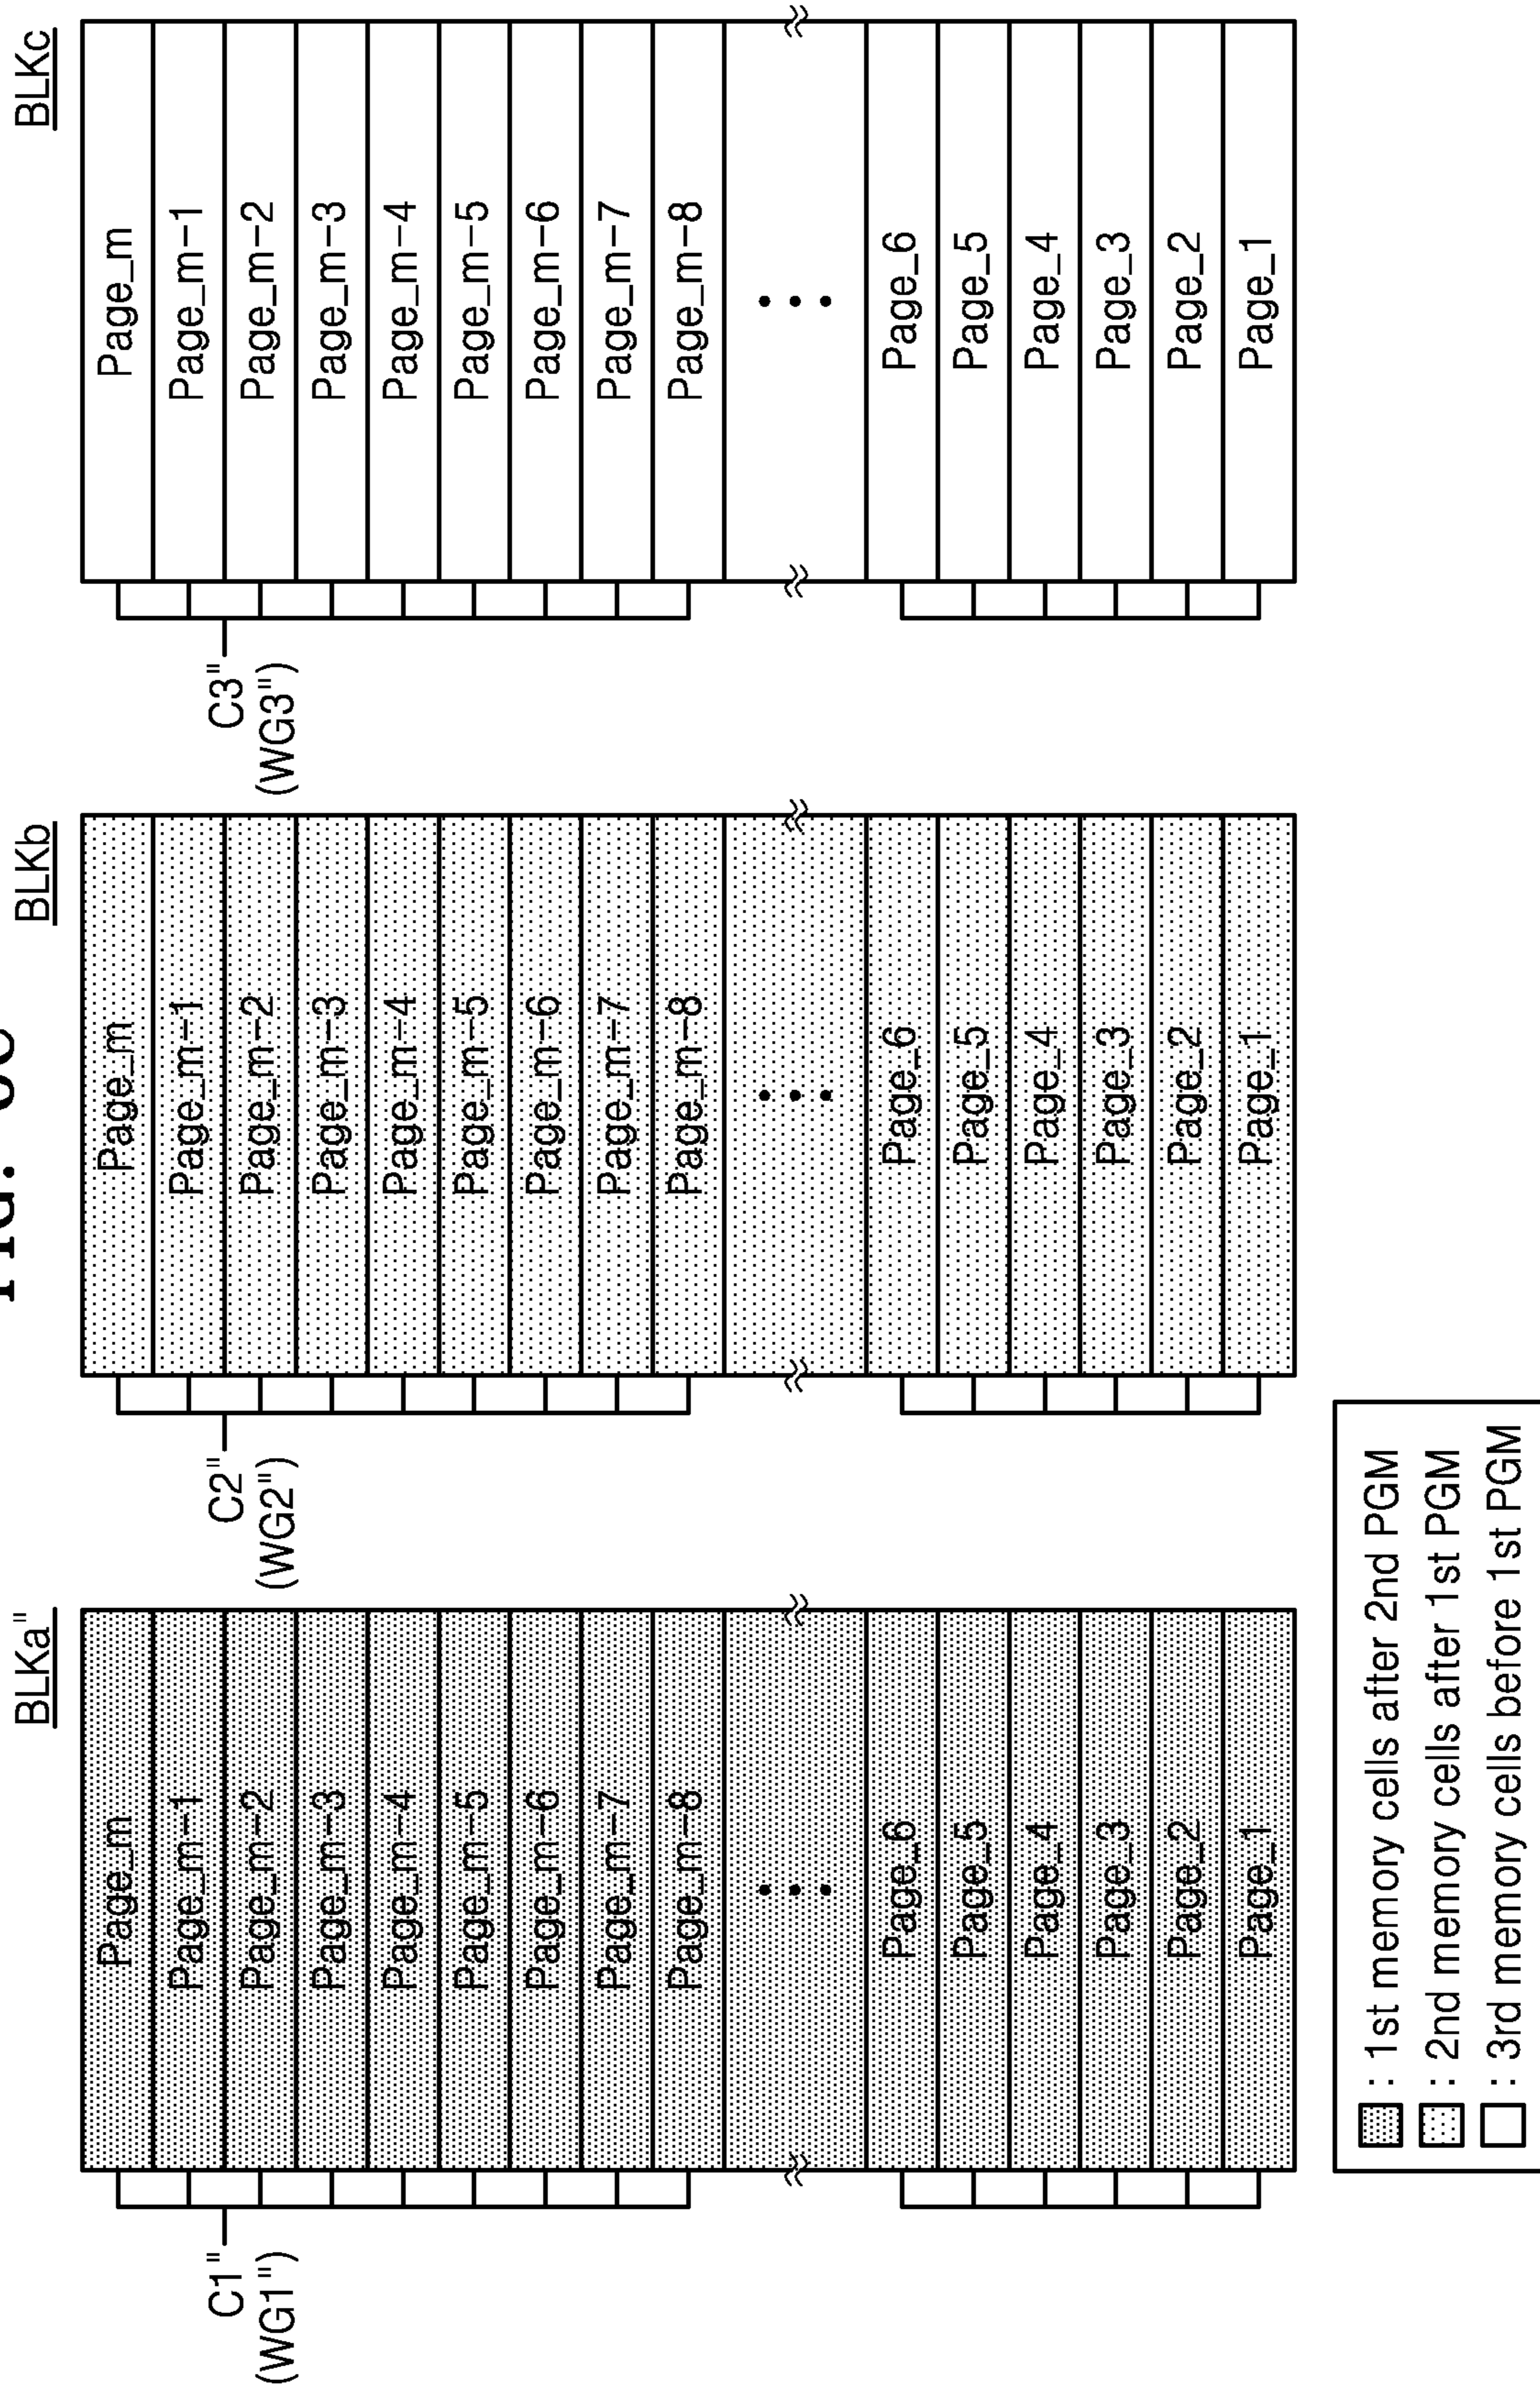 FIG.
BLKa"
C1"
(WG1")
Page_m
Page_m-1
Page_m-2
Page_m-3
Page_m-4
Page_m-5
Page_m-6
Page_m-7
Page_m-8
Page_6
Page_5
Page_4
Page_3
Page_2
Page_1
BLKb
C2"
(WG2")
Page_m
Page_m-1
Page_m-2
Page_m-3
Page_m-4
Page_m-5
Page_m-6
Page_m-7
Page_m-8
Page_6
Page_5
Page_4
Page_3
Page_2
Page_1
BLKc
C3"
(WG3")
Page_m
Page_m-1
Page_m-2
Page_m-3
Page_m-4
Page_m-5
Page_m-6
Page_m-7
Page_m-8
Page_6
Page_5
Page_4
Page_3
Page_2
Page_1
: 1st memory cells after 2nd PGM
: 2nd memory cells after 1st PGM
: 3rd memory cells before 1st PGM